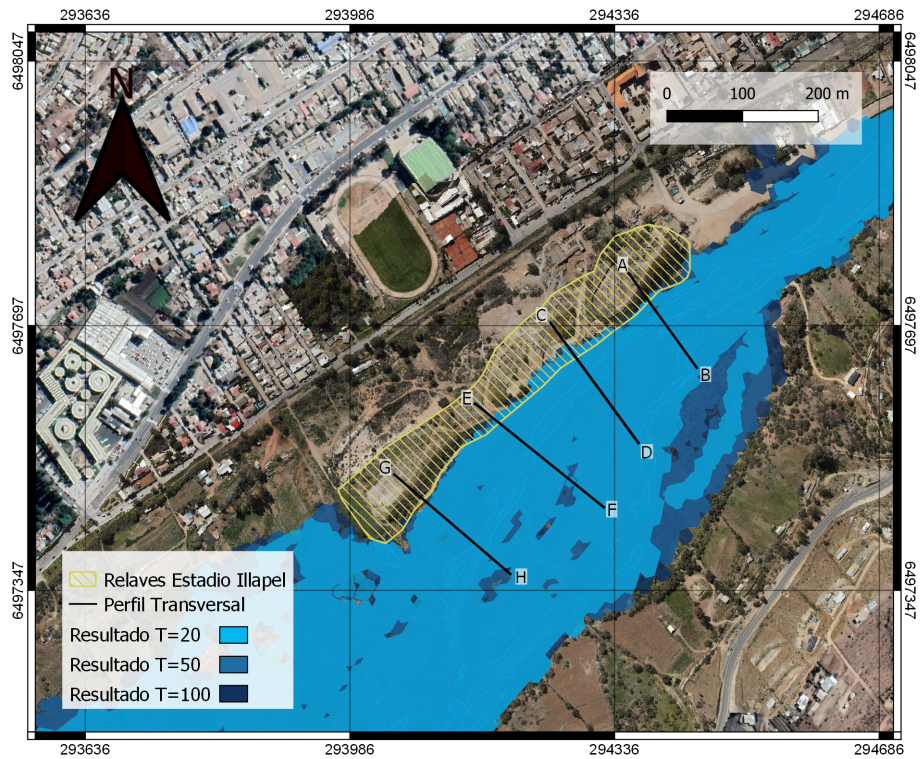 293636 293986 294336 294686
6498047 6498047
N
0 100 200 m
A
C
6497697 6497697
B
E
D
G
F
H
Relaves Estadio Illapel
Perfil Transversal
6497347 6497347
Resultado T=20
Resultado T=50
Resultado T=100
293636 293986 294336 294686